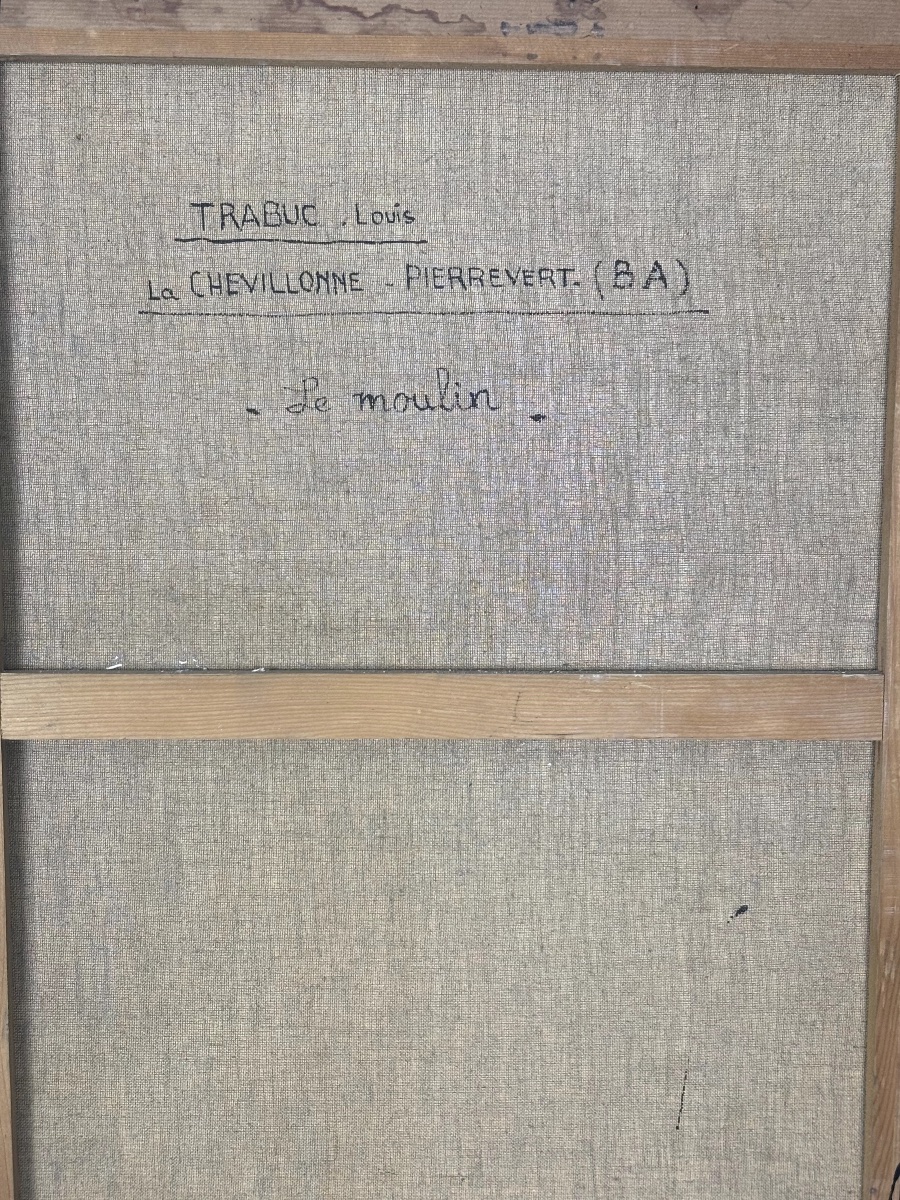 TRABUC . Louis
La CHEVILLONNE - PIERREVERT. (BA)
- Le moulin -